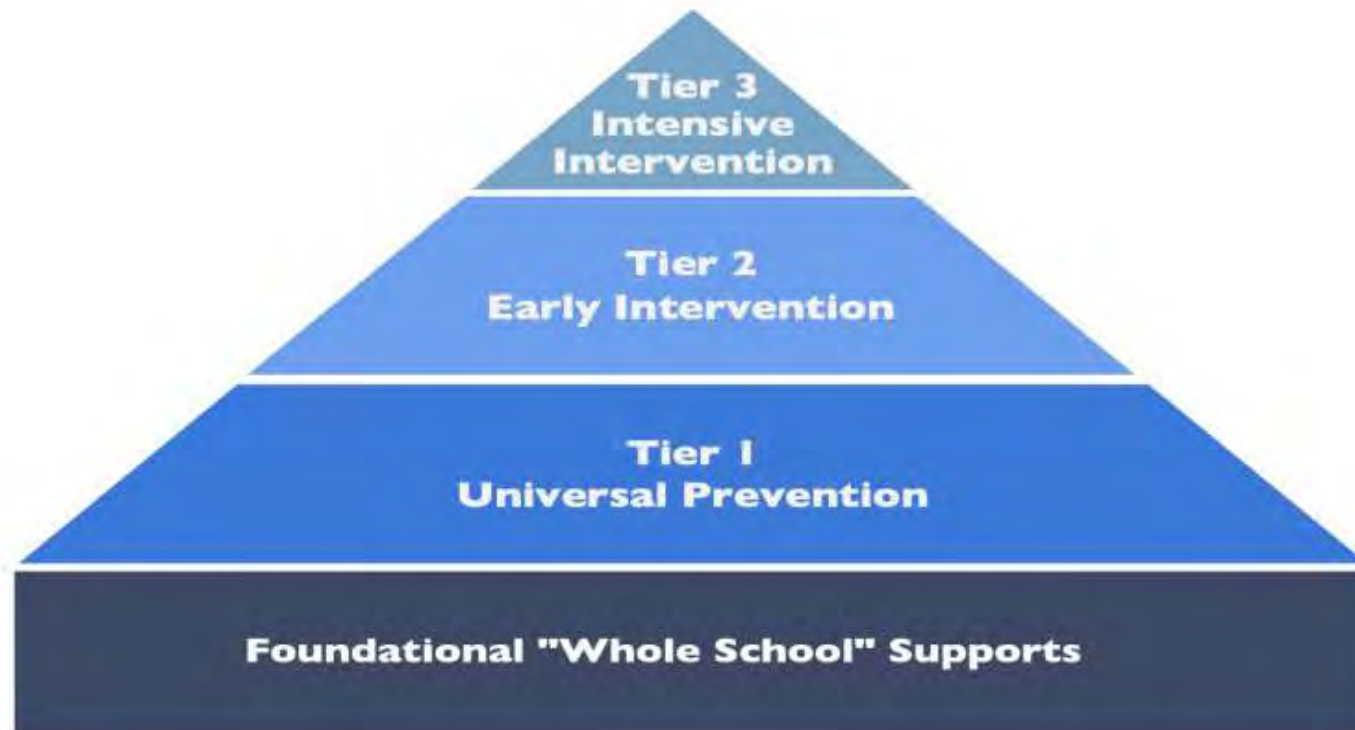 Tier 3
Intensive
Intervention
Tier 2
Early Intervention
Tier 1
Universal Prevention
Foundational "Whole School" Supports